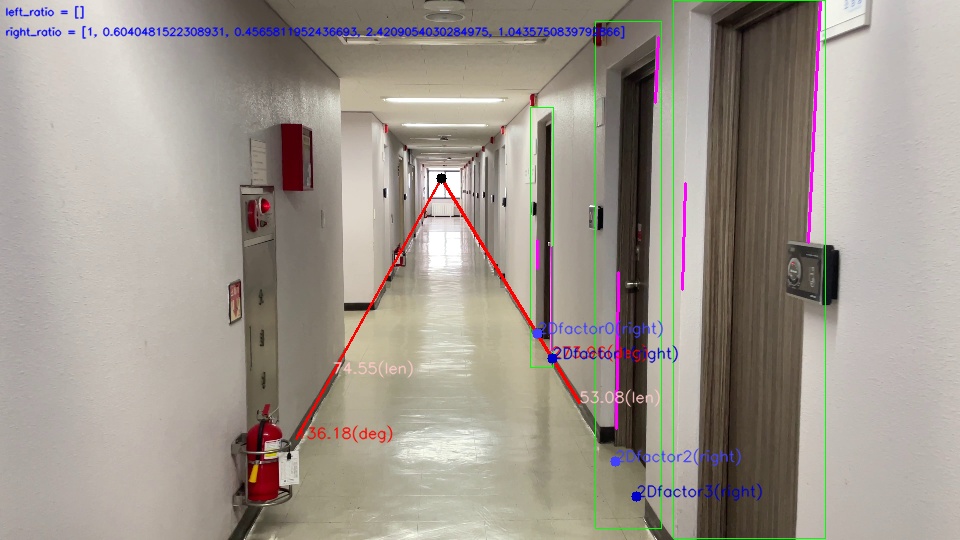 left_ratio = []
right_ratio = [1, 0.6040481522308931, 0.4565811952436693, 2.4209054030284975, 1.0435750839792866]
2Dfactor0(right)
2Dfactor1(right)
74.55(len)
53.08(len)
36.18(deg)
2Dfactor2(right)
2Dfactor3(right)